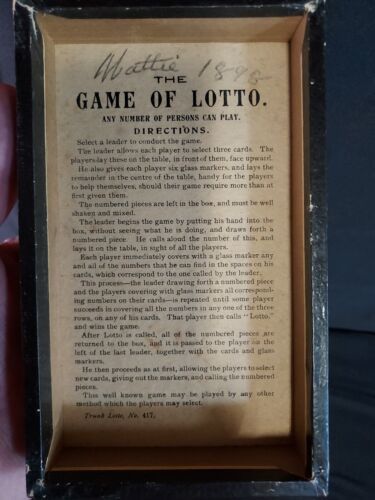 Mattie 1898
THE
GAME OF LOTTO.
ANY NUMBER OF PERSONS CAN PLAY.
DIRECTIONS.
Select a leader to conduct the game.
The leader allows each player to select three cards. The
players lay these on the table, in front of them, face upward.
He also gives each player six glass markers, and lays the
remainder in the centre of the table, handy for the players
to help themselves, should their game require more than at
first given them.
The numbered pieces are left in the box, and must be well
shaken and mixed.
The leader begins the game by putting his hand into the
box, without seeing what he is doing, and draws forth a
numbered piece He calls aloud the number of this, and
lays it on the table, in sight of all the players.
Each player immediately covers with a glass marker any
and all of the numbers that he can find in the spaces on his
cards, which correspond to the one called by the leader.
This process—the leader drawing forth a numbered piece
and the players covering with glass markers all correspond-
ing numbers on their cards—is repeated until some player
succeeds in covering all the numbers in any one of the three
rows, on any of his cards. That player then calls "Lotto,"
and wins the game.
After Lotto is called, all of the numbered pieces are
returned to the box, and it is passed to the player on the
left of the last leader, together with the cards and glass
markers.
He then proceeds as at first, allowing the players to select
new cards, giving out the markers, and calling the numbered
pieces.
This well known game may be played by any other
method which the players may select.
Trunk Lotto, No. 417.